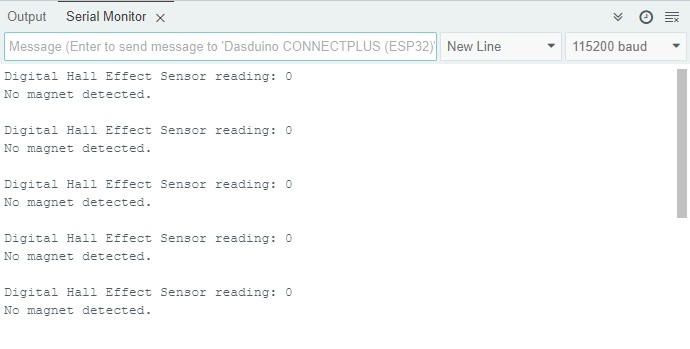 Output Serial Monitor
Message (Enter to send message to 'Dasduino CONNECTPLUS (ESP32)' New Line 115200 baud
Digital Hall Effect Sensor reading: 0
No magnet detected.
Digital Hall Effect Sensor reading: 0
No magnet detected.
Digital Hall Effect Sensor reading: 0
No magnet detected.
Digital Hall Effect Sensor reading: 0
No magnet detected.
Digital Hall Effect Sensor reading: 0
No magnet detected.